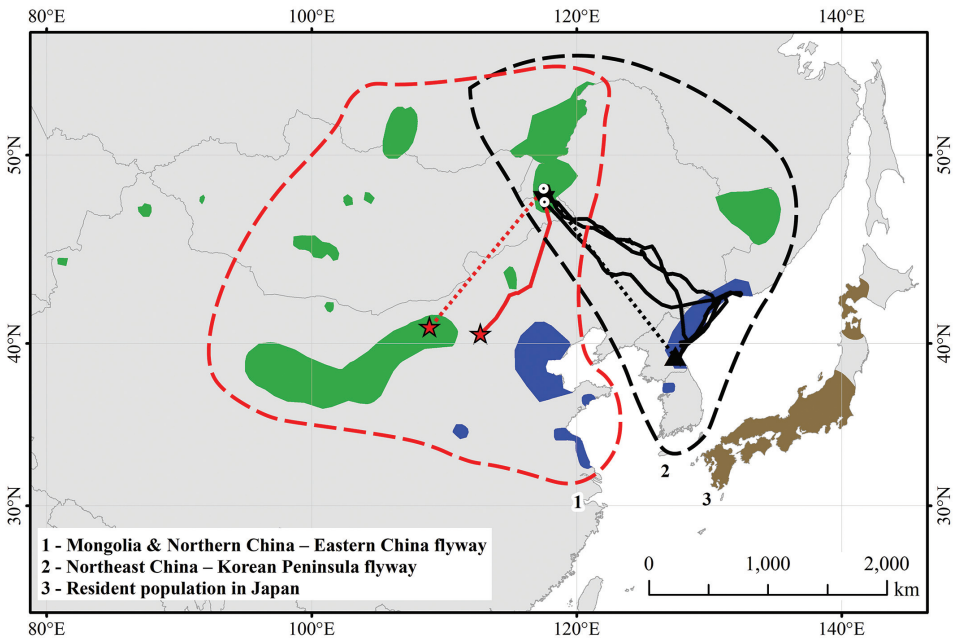 80°E 100°E 120°E 140°E
50°N 50°N
40°N 40°N
30°N 30°N
2 3
1
1 - Mongolia & Northern China – Eastern China flyway
2 - Northeast China – Korean Peninsula flyway
3 - Resident population in Japan
0 1,000 2,000
km
80°E 100°E 120°E 140°E